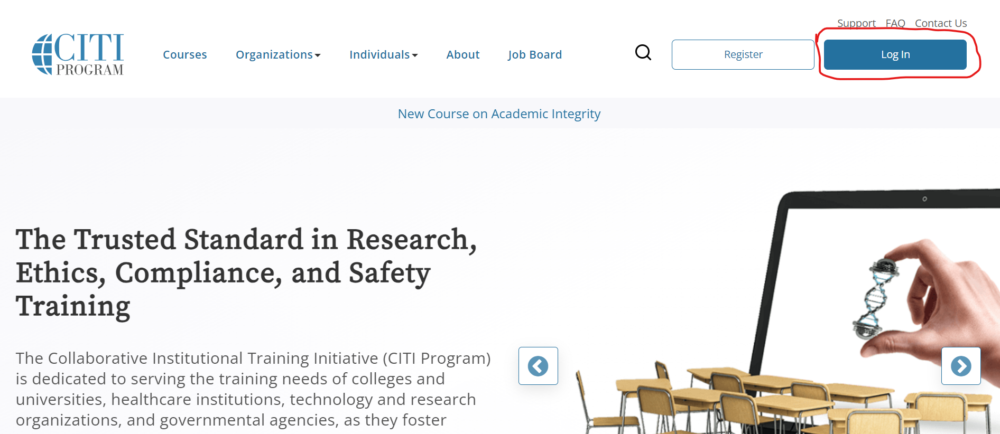 Support FAQ Contact Us
CITI
PROGRAM
Courses Organizations Individuals About Job Board Register Log In
New Course on Academic Integrity
The Trusted Standard in Research,
Ethics, Compliance, and Safety
Training
The Collaborative Institutional Training Initiative (CITI Program)
is dedicated to serving the training needs of colleges and
universities, healthcare institutions, technology and research
organizations, and governmental agencies, as they foster